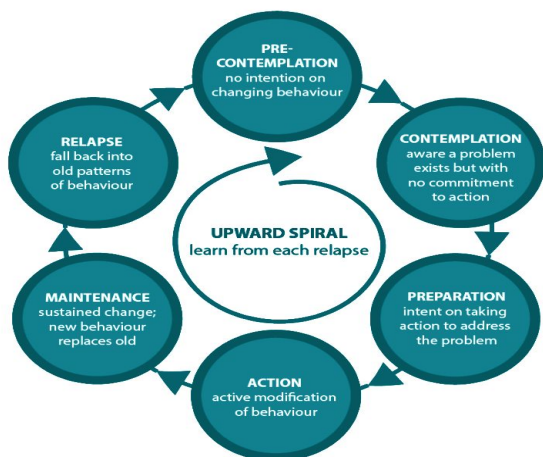 PRE-
CONTEMPLATION
no intention on
changing behaviour
CONTEMPLATION
aware a problem
exists but with
no commitment
to action
PREPARATION
intent on taking
action to address
the problem
ACTION
active modification
of behaviour
MAINTENANCE
sustained change;
new behaviour
replaces old
RELAPSE
fall back into
old patterns
of behaviour
UPWARD SPIRAL
learn from each relapse